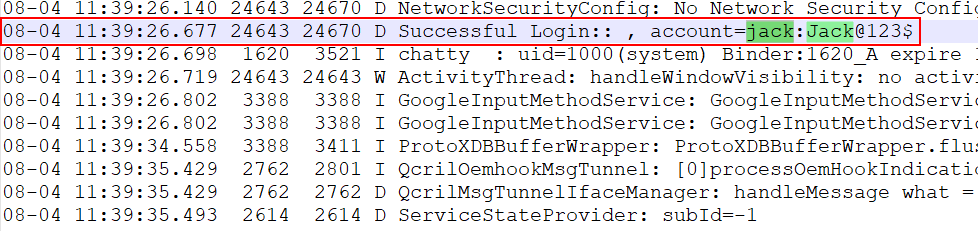 08-04 11:39:26.140 24643 24670 D NetworkSecurityConfig: No Network Security Config
08-04 11:39:26.677 24643 24670 D Successful Login:: , account=jack:Jack@123$
08-04 11:39:26.698 1620 3521 I chatty : uid=1000(system) Binder:1620_A expire
08-04 11:39:26.719 24643 24643 W ActivityThread: handleWindowVisibility: no activi
08-04 11:39:26.802 3388 3388 I GoogleInputMethodService: GoogleInputMethodService
08-04 11:39:26.802 3388 3388 I GoogleInputMethodService: GoogleInputMethodService
08-04 11:39:34.558 3388 3411 I ProtoXDBBufferWrapper: ProtoXDBBufferWrapper.flus
08-04 11:39:35.429 2762 2801 I QcrilOemhookMsgTunnel: [0]processOemHookIndicatio
08-04 11:39:35.429 2762 2762 D QcrilMsgTunnelIfaceManager: handleMessage what =
08-04 11:39:35.493 2614 2614 D ServiceStateProvider: subId=-1